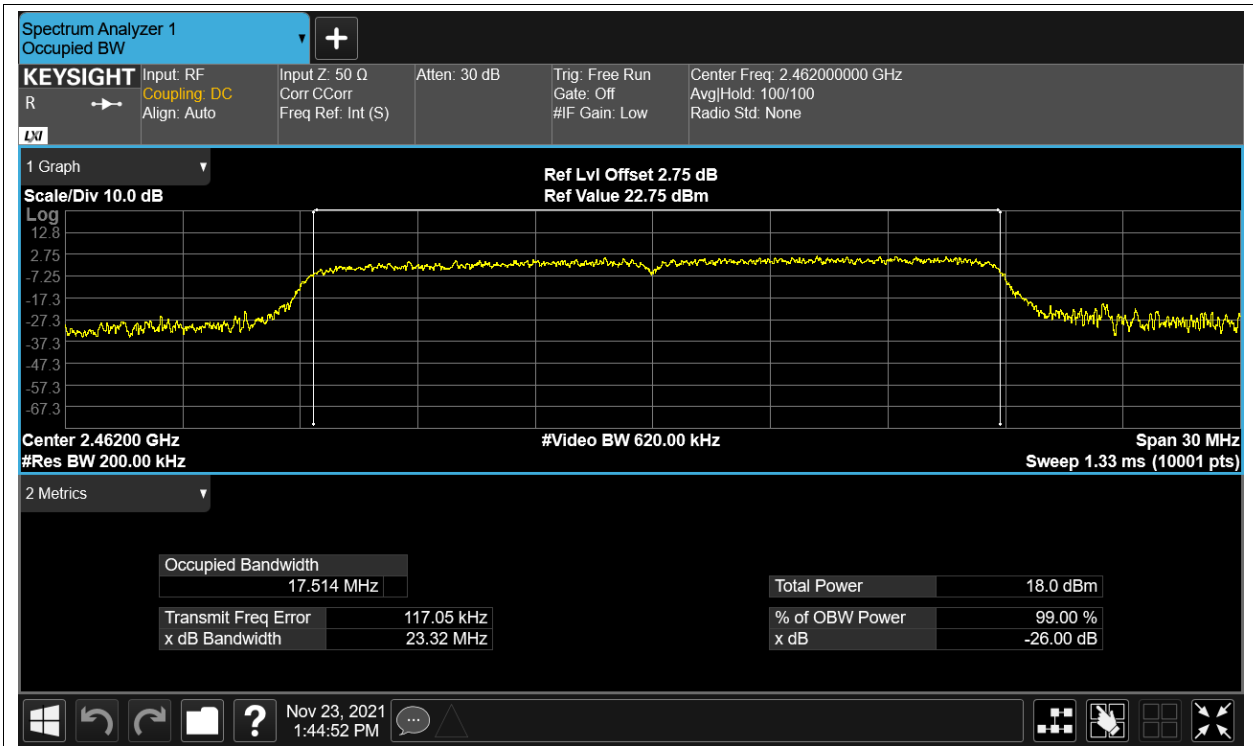 Spectrum Analyzer 1
Occupied BW
KEYSIGHT
R
LXI
Input: RF
Coupling: DC
Align: Auto
Input Z: 50 Ω
Corr CCorr
Freq Ref: Int (S)
Atten: 30 dB
Trig: Free Run
Gate: Off
#IF Gain: Low
Center Freq: 2.462000000 GHz
Avg|Hold: 100/100
Radio Std: None
1 Graph
Scale/Div 10.0 dB
Ref Lvl Offset 2.75 dB
Ref Value 22.75 dBm
Log
12.8
2.75
-7.25
-17.3
-27.3
-37.3
-47.3
-57.3
-67.3
Center 2.46200 GHz
#Video BW 620.00 kHz
Span 30 MHz
#Res BW 200.00 kHz
Sweep 1.33 ms (10001 pts)
2 Metrics
Occupied Bandwidth
17.514 MHz
Total Power 18.0 dBm
Transmit Freq Error 117.05 kHz
% of OBW Power 99.00 %
x dB Bandwidth 23.32 MHz
x dB -26.00 dB
?
Nov 23, 2021
1:44:52 PM